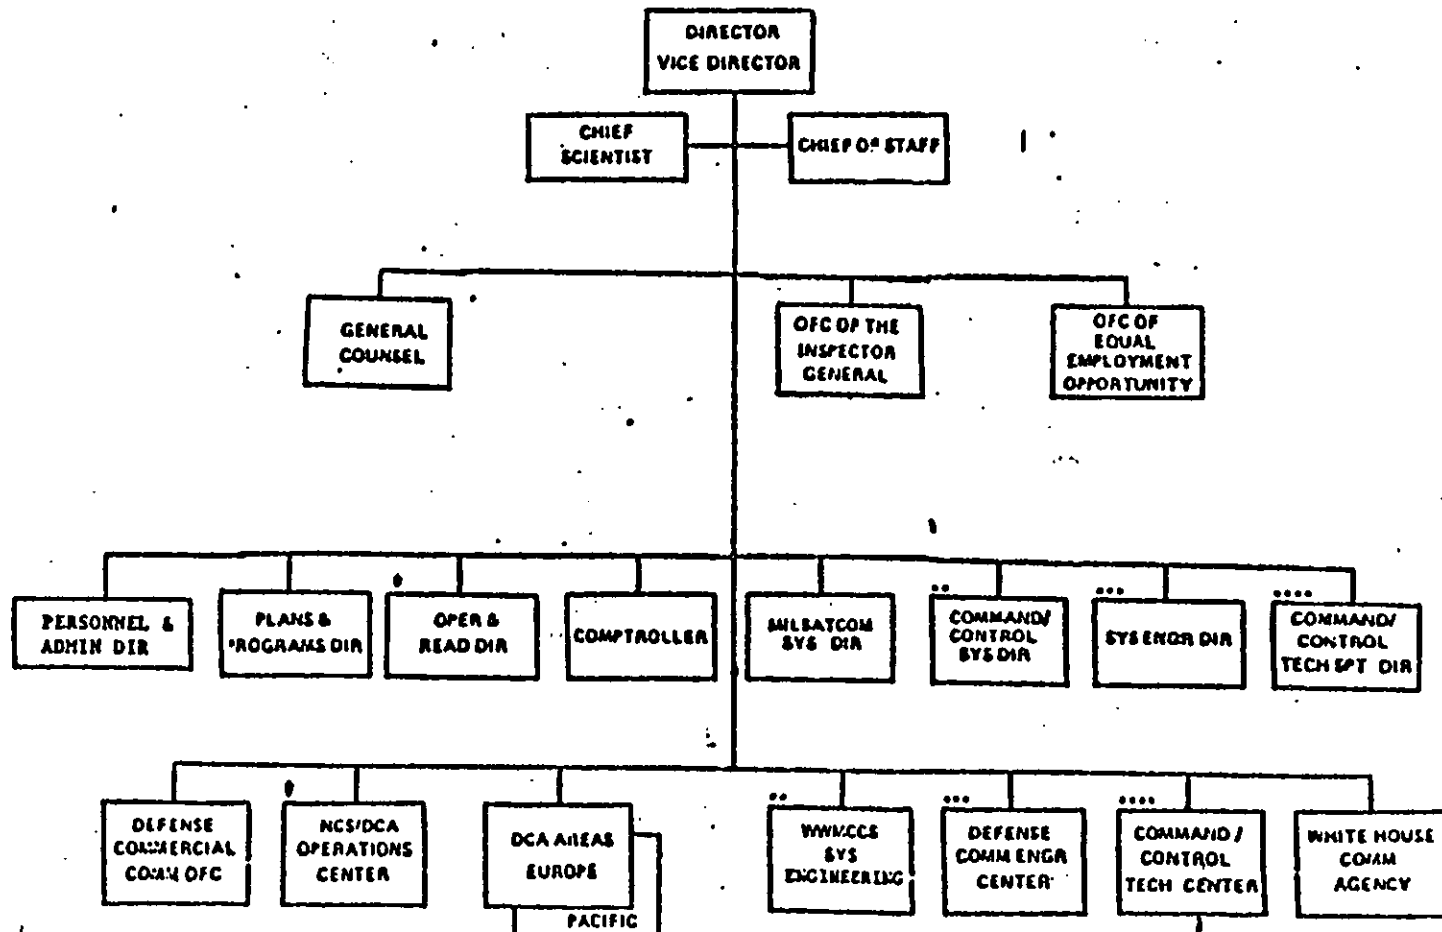 DIRECTOR
VICE DIRECTOR
CHIEF
SCIENTIST
CHIEF OF STAFF
GENERAL
COUNSEL
OFC OF THE
INSPECTOR
GENERAL
OFC OF
EQUAL
EMPLOYMENT
OPPORTUNITY
PERSONNEL &
ADMIN DIR
PLANS &
PROGRAMS DIR
•
OPER &
READ DIR
COMPTROLLER
MILSATCOM
SYS DIR
••
COMMAND/
CONTROL
SYS DIR
•••
SYS ENGR DIR
••••
COMMAND/
CONTROL
TECH SPT DIR
DEFENSE
COMMERCIAL
COMM OFC
•
NCS/DCA
OPERATIONS
CENTER
DCA AREAS
EUROPE
PACIFIC
••
WWMCCS
SYS
ENGINEERING
•••
DEFENSE
COMM ENGR
CENTER
••••
COMMAND/
CONTROL
TECH CENTER
WHITE HOUSE
COMM
AGENCY